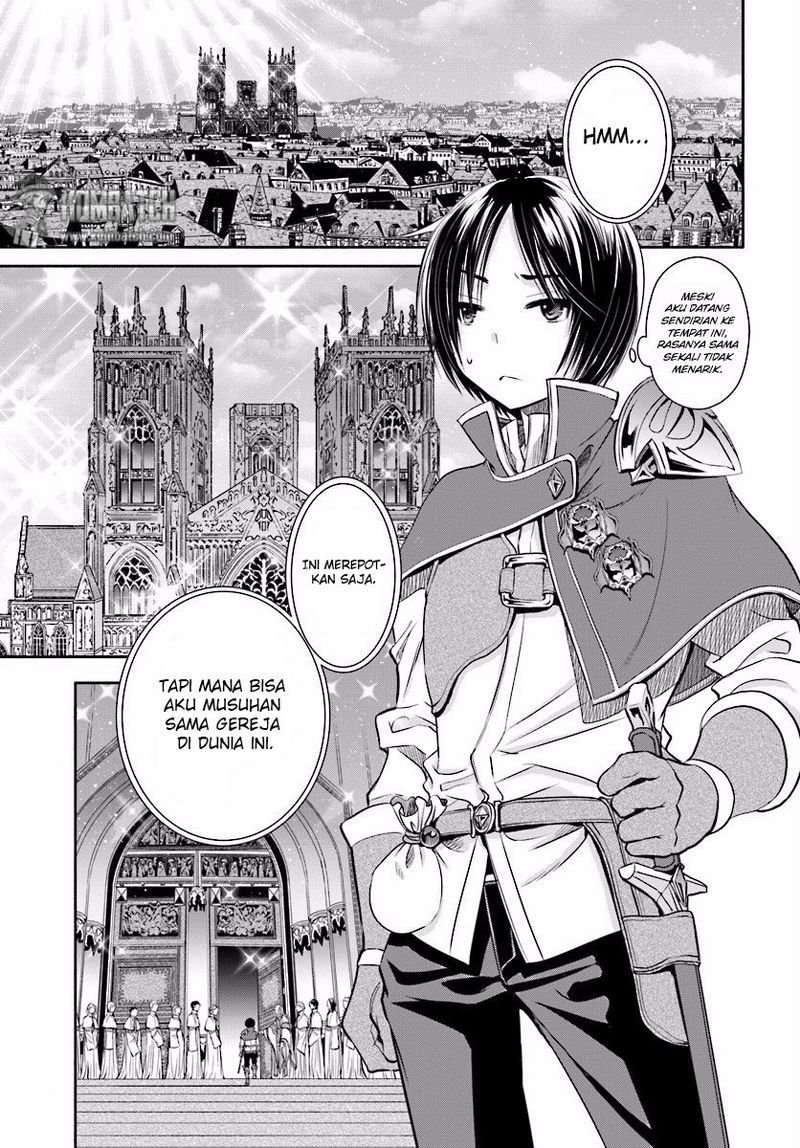 HMM...
MESKI
AKU DATANG
SENDIRIAN KE
TEMPAT INI,
RASANYA SAMA
SEKALI TIDAK
MENARIK.
INI MEREPOT-
KAN SAJA.
TAPI MANA BISA
AKU MUSUHAN
SAMA GEREJA
DI DUNIA INI.